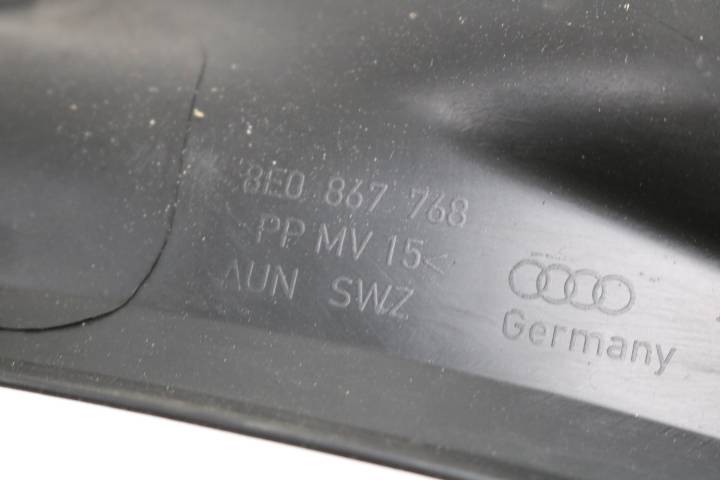 8E0 867 768
PP MV 15<
AUN SWZ
Germany